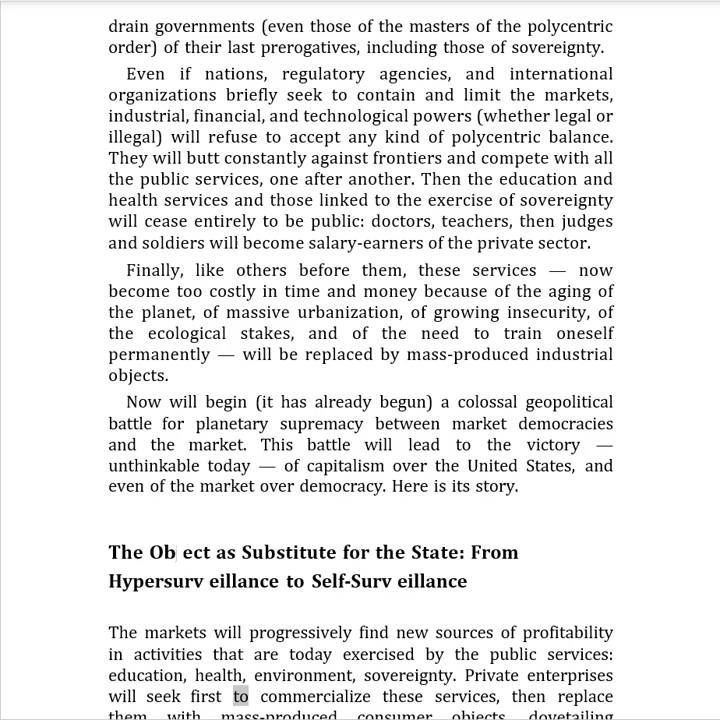 drain governments (even those of the masters of the polycentric
order) of their last prerogatives, including those of sovereignty.
Even if nations, regulatory agencies, and international
organizations briefly seek to contain and limit the markets,
industrial, financial, and technological powers (whether legal or
illegal) will refuse to accept any kind of polycentric balance.
They will butt constantly against frontiers and compete with all
the public services, one after another. Then the education and
health services and those linked to the exercise of sovereignty
will cease entirely to be public: doctors, teachers, then judges
and soldiers will become salary-earners of the private sector.
Finally, like others before them, these services — now
become too costly in time and money because of the aging of
the planet, of massive urbanization, of growing insecurity, of
the ecological stakes, and of the need to train oneself
permanently — will be replaced by mass-produced industrial
objects.
Now will begin (it has already begun) a colossal geopolitical
battle for planetary supremacy between market democracies
and the market. This battle will lead to the victory —
unthinkable today — of capitalism over the United States, and
even of the market over democracy. Here is its story.
The Ob ect as Substitute for the State: From
Hypersurv eillance to Self-Surv eillance
The markets will progressively find new sources of profitability
in activities that are today exercised by the public services:
education, health, environment, sovereignty. Private enterprises
will seek first to commercialize these services, then replace
them with mass-produced consumer objects, dovetailing